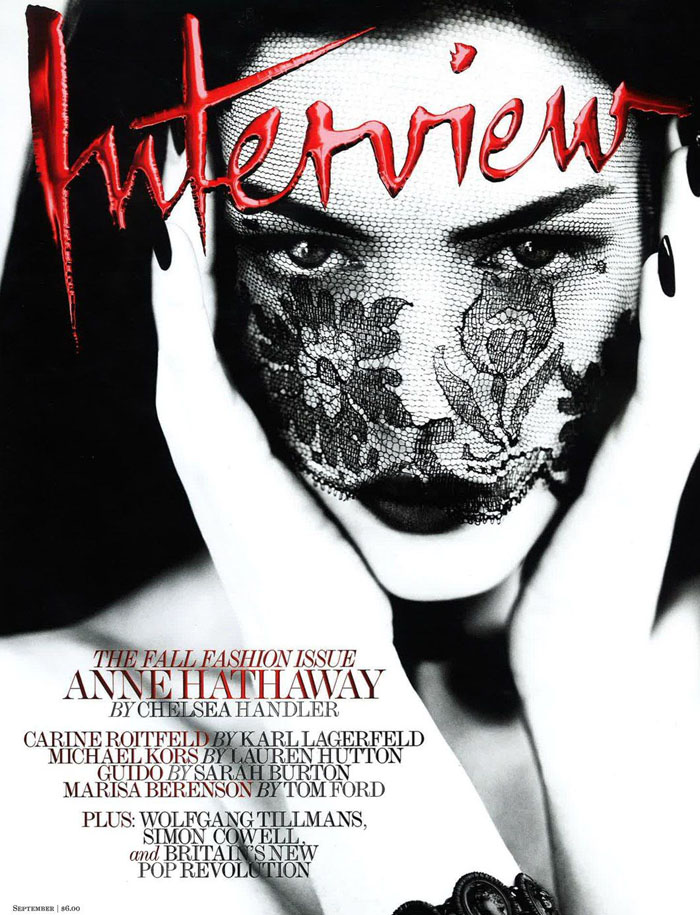 Interview
THE FALL FASHION ISSUE
ANNE HATHAWAY
BY CHELSEA HANDLER
CARINE ROITFELD BY KARL LAGERFELD
MICHAEL KORS BY LAUREN HUTTON
GUIDO BY SARAH BURTON
MARISA BERENSON BY TOM FORD
PLUS: WOLFGANG TILLMANS,
SIMON COWELL,
and BRITAIN'S NEW
POP REVOLUTION
SEPTEMBER | $6.00